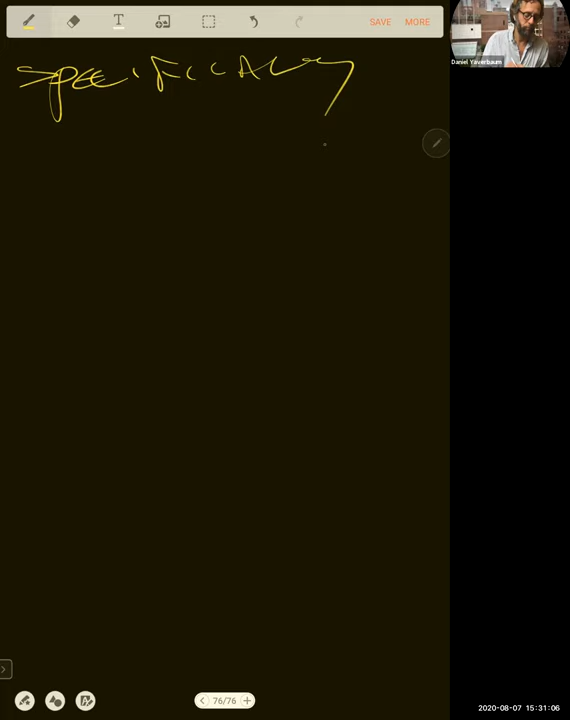 T SAVE MORE
Daniel Yaverbaum
SPECIFICALLY
76/76
2020-08-07 15:31:06